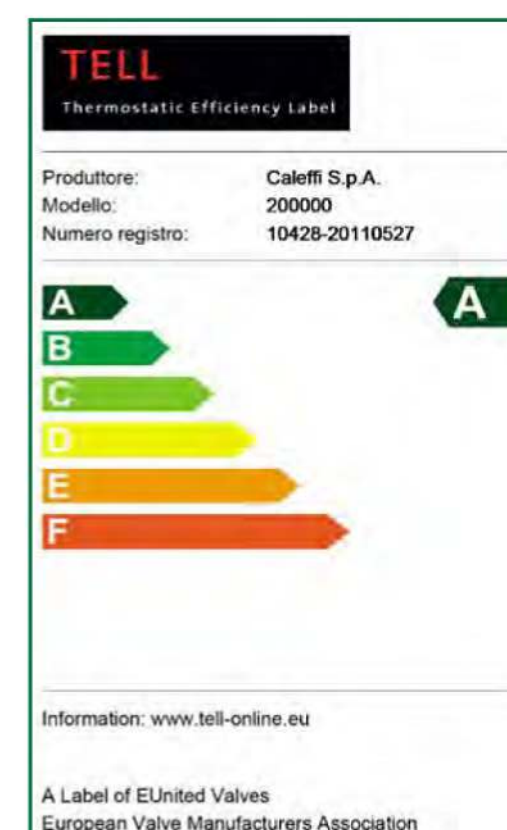 TELL
Thermostatic Efficiency Label
Produttore: Caleffi S.p.A.
Modello: 200000
Numero registro: 10428-20110527
A A
B
C
D
E
F
Information: www.tell-online.eu
A Label of EUnited Valves
European Valve Manufacturers Association